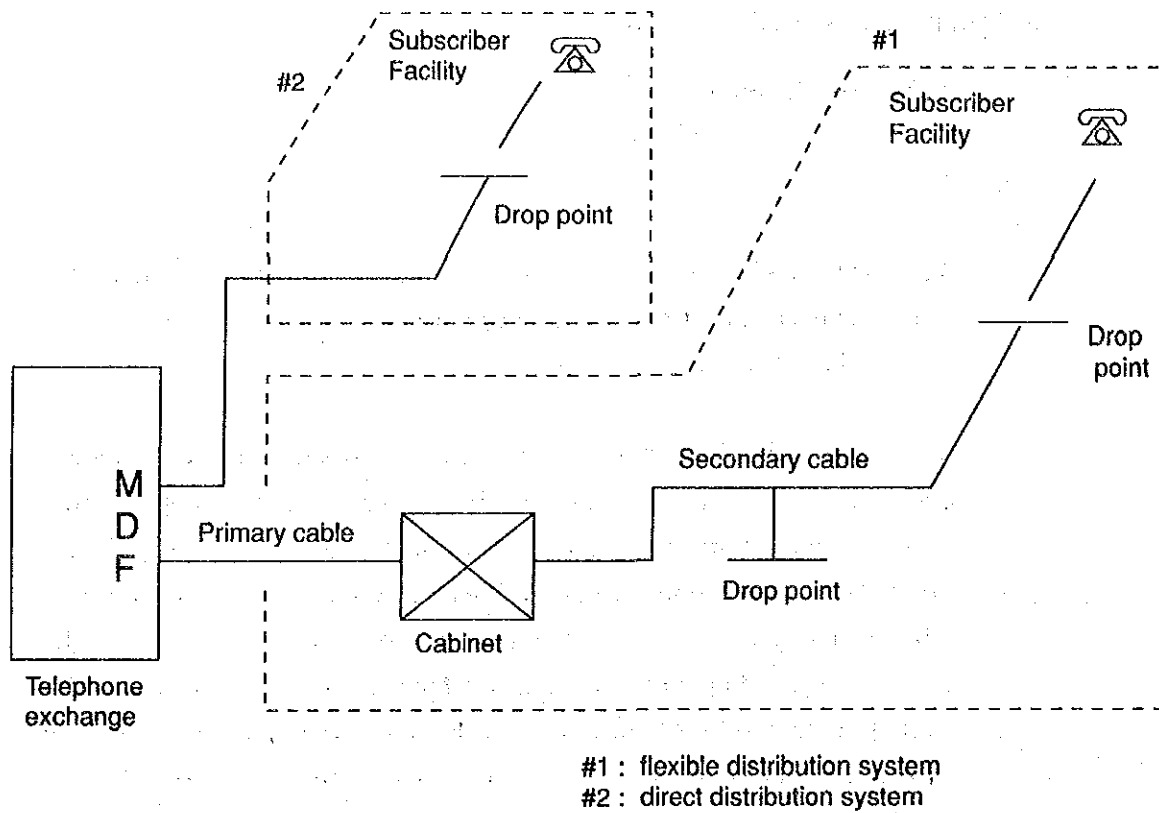 Subscriber
Facility
#2
Drop point
#1
Subscriber
Facility
Drop
point
M
D
F
Telephone
exchange
Primary cable
Cabinet
Secondary cable
Drop point
#1 : flexible distribution system
#2 : direct distribution system